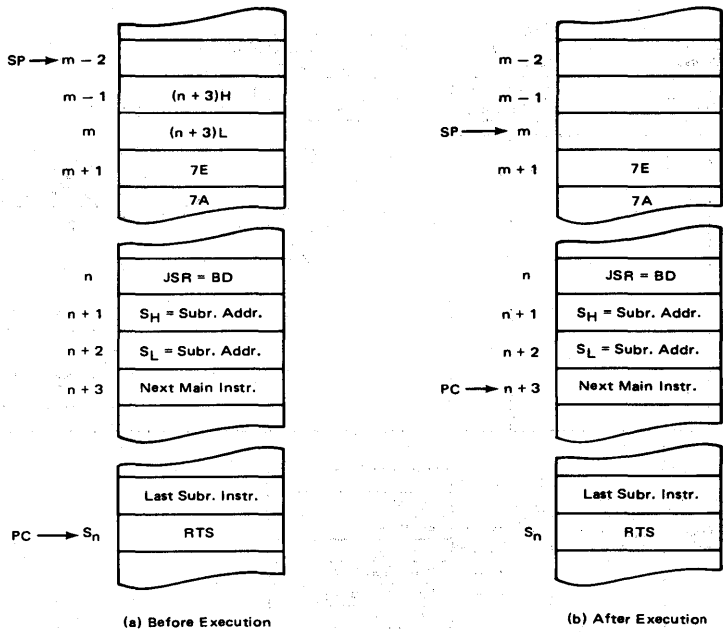 SP m – 2
m – 1 (n + 3)H
m (n + 3)L
m + 1 7E
7A
n JSR = BD
n + 1 SH = Subr. Addr.
n + 2 SL = Subr. Addr.
n + 3 Next Main Instr.
Last Subr. Instr.
PC Sn RTS
(a) Before Execution
m – 2
m – 1
SP m
m + 1 7E
7A
n JSR = BD
n + 1 SH = Subr. Addr.
n + 2 SL = Subr. Addr.
PC n + 3 Next Main Instr.
Last Subr. Instr.
Sn RTS
(b) After Execution